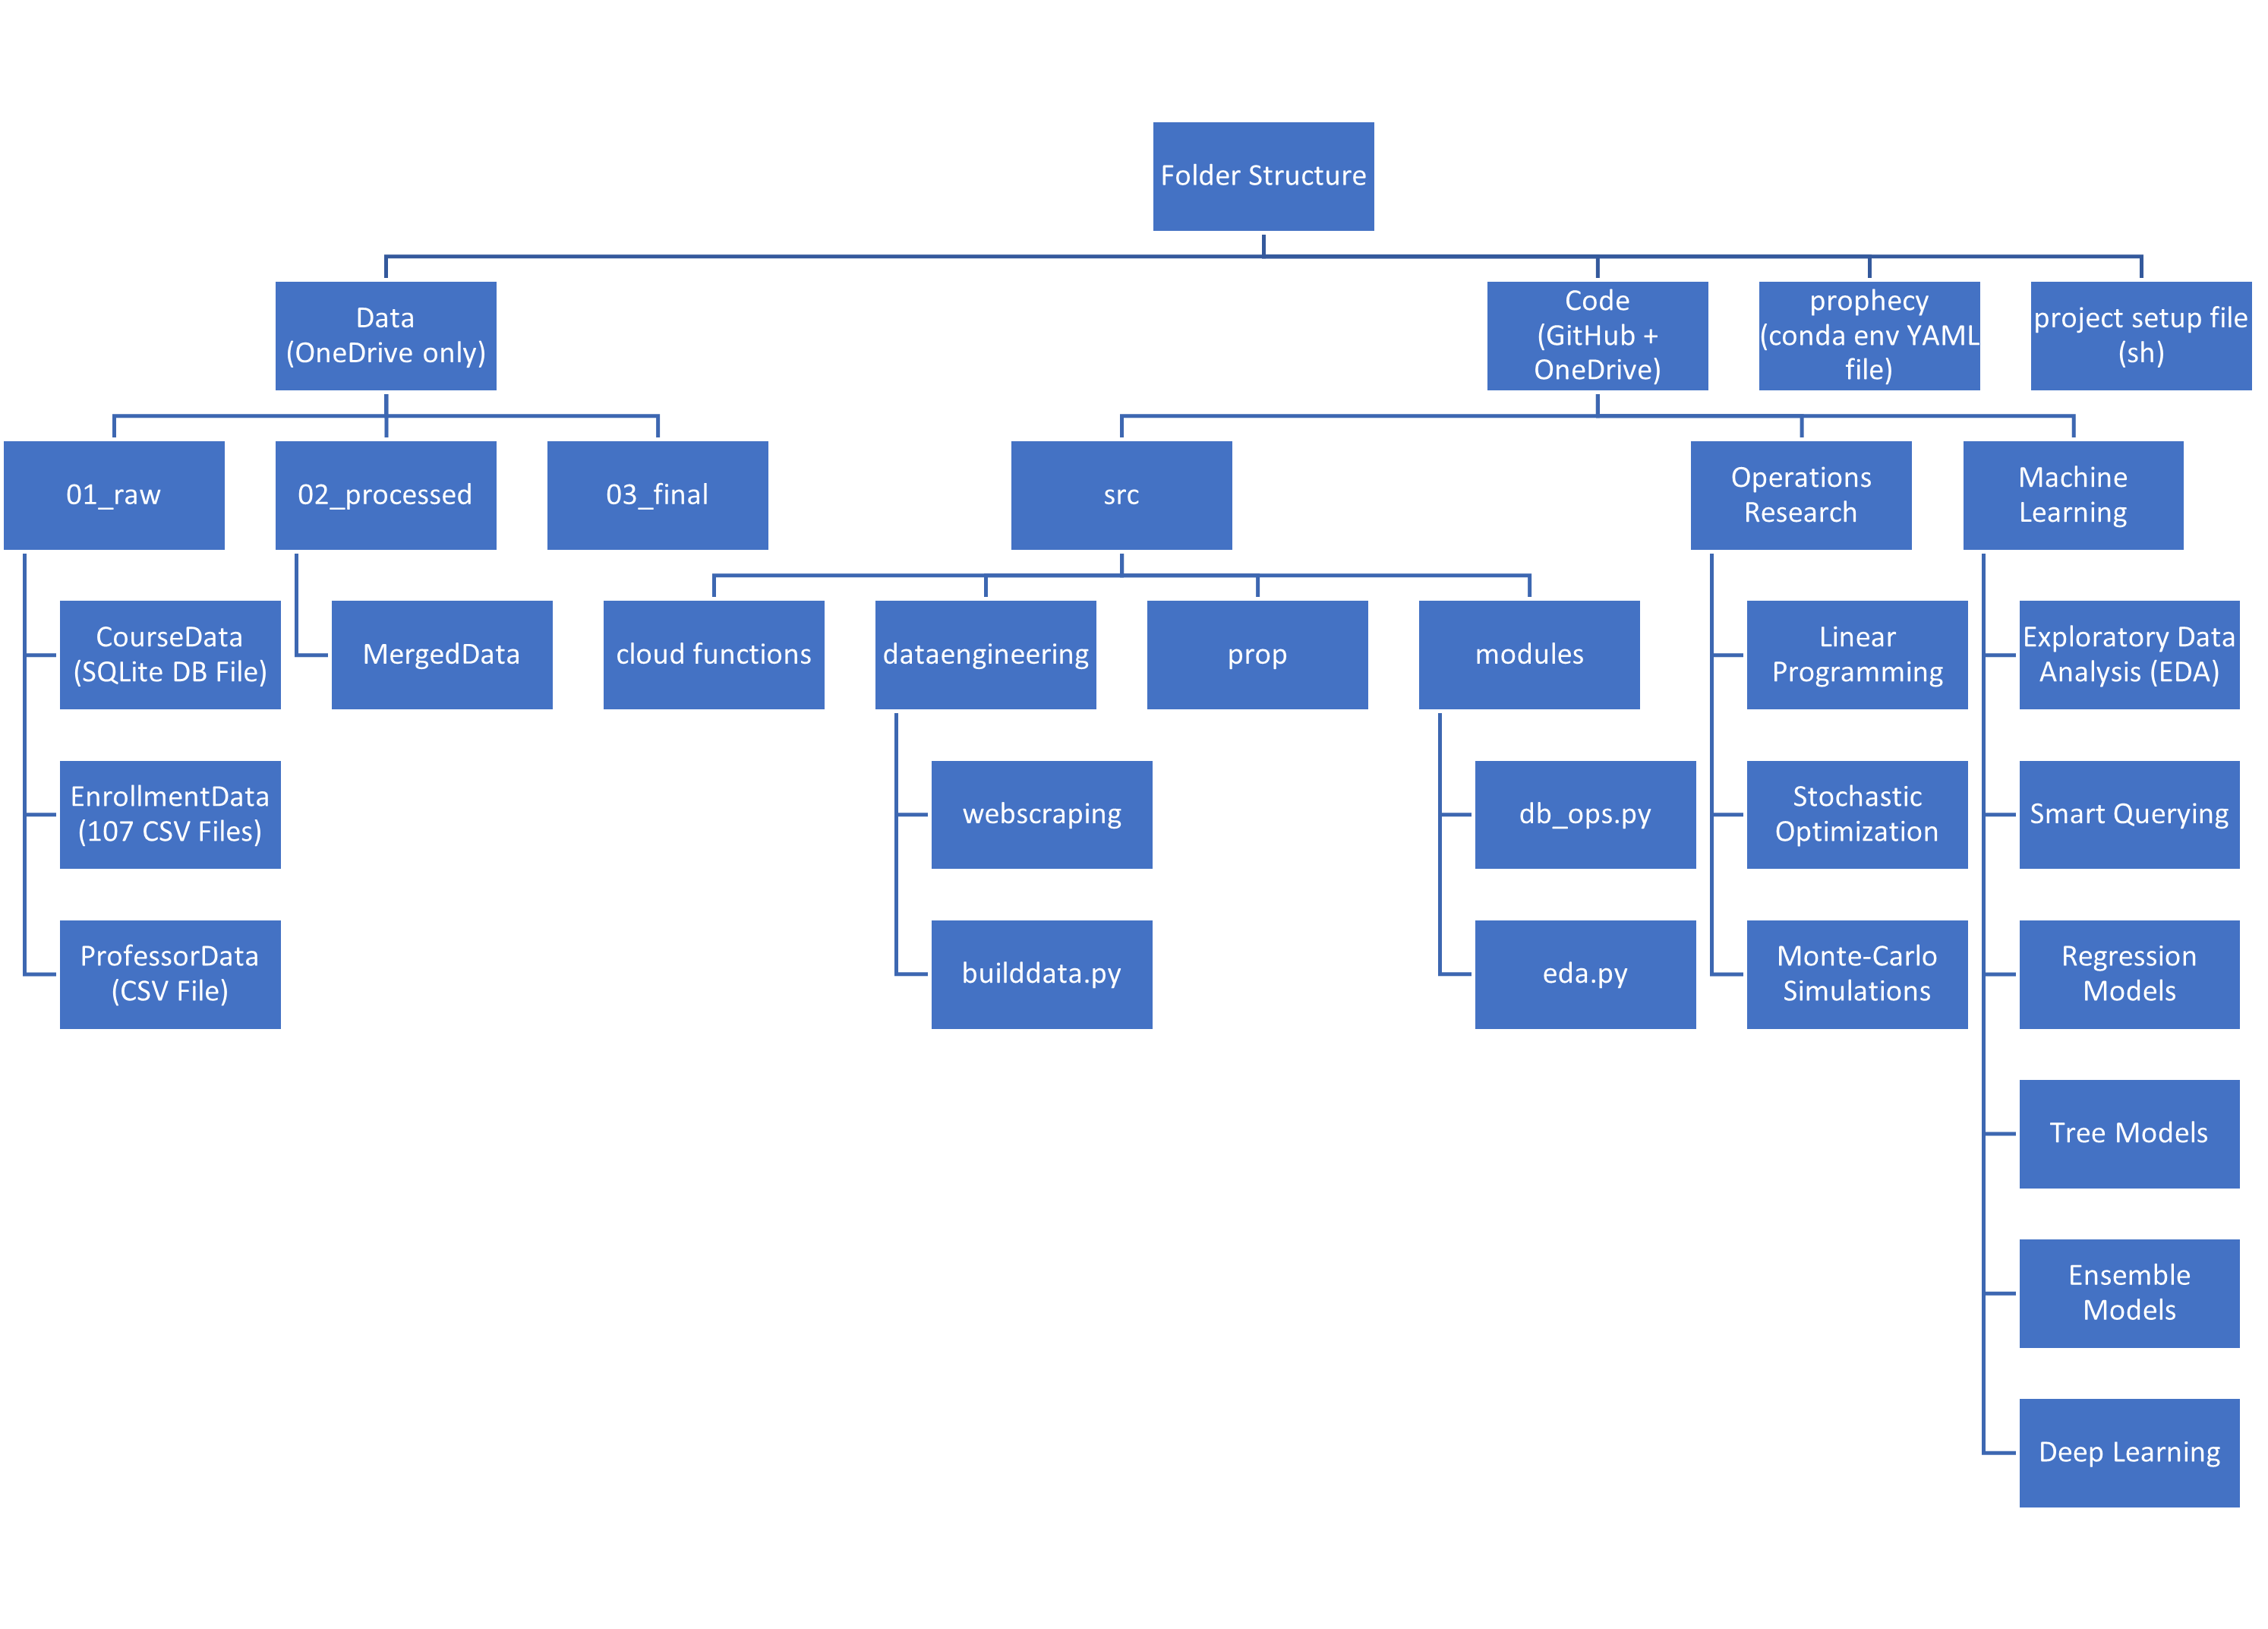 Folder Structure
Data
(OneDrive only)
Code
(GitHub +
OneDrive)
prophecy
(conda env YAML
file)
project setup file
(sh)
01_raw
02_processed
03_final
src
Operations
Research
Machine
Learning
CourseData
(SQLite DB File)
MergedData
cloud functions
dataengineering
prop
modules
Linear
Programming
Exploratory Data
Analysis (EDA)
EnrollmentData
(107 CSV Files)
webscraping
db_ops.py
Stochastic
Optimization
Smart Querying
ProfessorData
(CSV File)
builddata.py
eda.py
Monte-Carlo
Simulations
Regression
Models
Tree Models
Ensemble
Models
Deep Learning